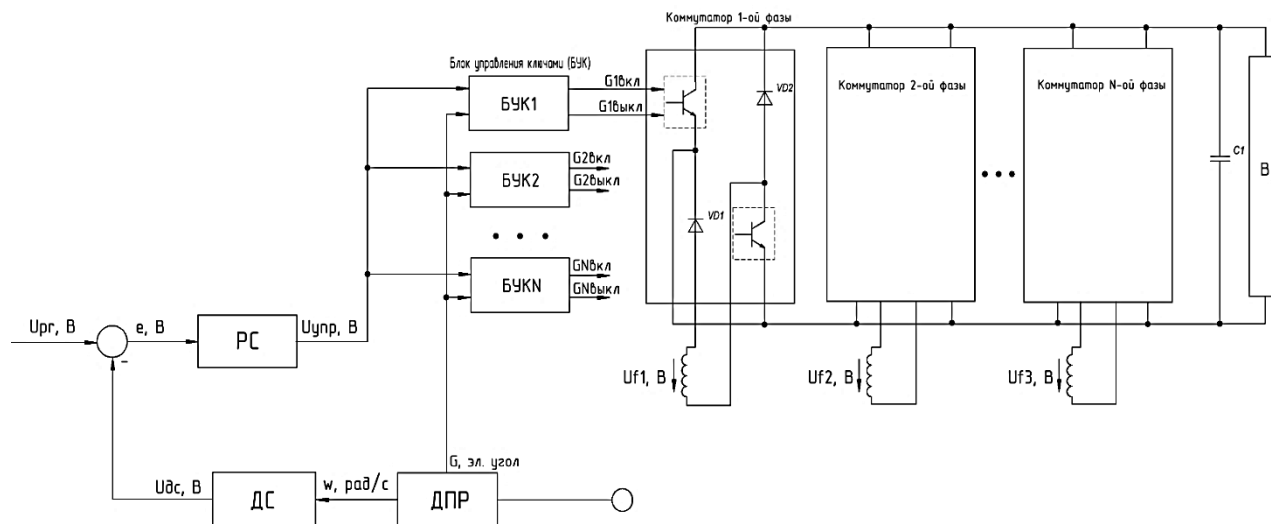 Коммутатор 1-ой фазы
Блок управления ключами (БУК)
G1вкл
БУК1
G1выкл
VD2
Коммутатор 2-ой фазы
Коммутатор N-ой фазы
C1
В
G2вкл
БУК2
G2выкл
VD1
GNвкл
БУКN
GNвыкл
Uрг, В
e, В
РС
Uупр, В
-
Uf1, В
Uf2, В
Uf3, В
G, эл. угол
Uдс, В
ДС
w, рад/с
ДПР